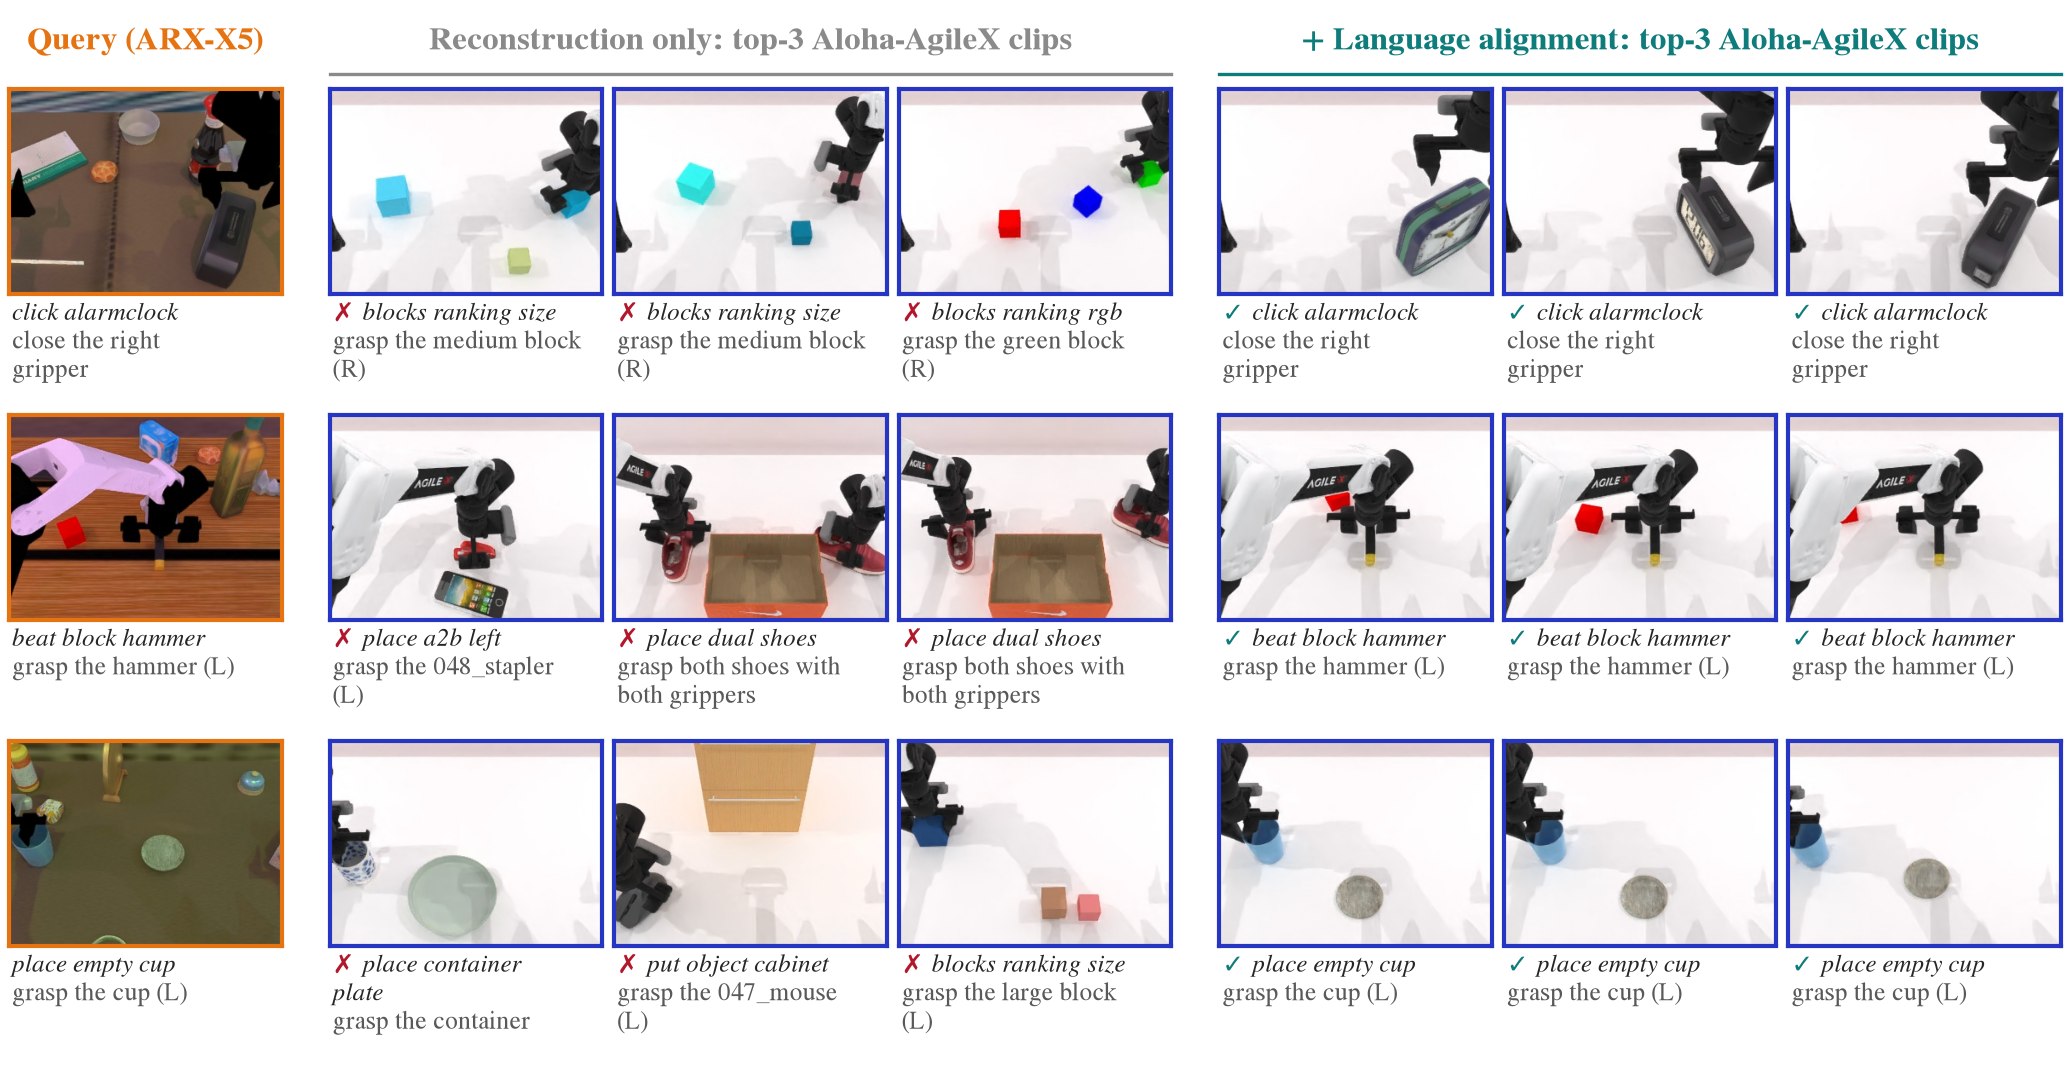 Query (ARX-X5)
Reconstruction only: top-3 Aloha-AgileX clips
+ Language alignment: top-3 Aloha-AgileX clips
click alarmclock
close the right
gripper
✗ blocks ranking size
grasp the medium block
(R)
✗ blocks ranking size
grasp the medium block
(R)
✗ blocks ranking rgb
grasp the green block
(R)
✓ click alarmclock
close the right
gripper
✓ click alarmclock
close the right
gripper
✓ click alarmclock
close the right
gripper
AGILEX
AGILEX
AGILEX
AGILEX
AGILEX
AGILEX
beat block hammer
grasp the hammer (L)
✗ place a2b left
grasp the 048_stapler
(L)
✗ place dual shoes
grasp both shoes with
both grippers
✗ place dual shoes
grasp both shoes with
both grippers
✓ beat block hammer
grasp the hammer (L)
✓ beat block hammer
grasp the hammer (L)
✓ beat block hammer
grasp the hammer (L)
place empty cup
grasp the cup (L)
✗ place container
plate
grasp the container
✗ put object cabinet
grasp the 047_mouse
(L)
✗ blocks ranking size
grasp the large block
(L)
✓ place empty cup
grasp the cup (L)
✓ place empty cup
grasp the cup (L)
✓ place empty cup
grasp the cup (L)